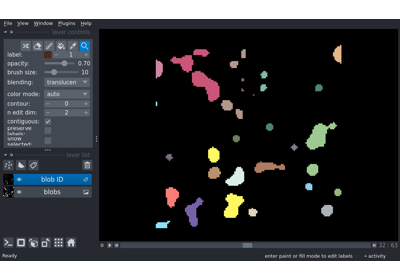 File View Window Plugins Help
layer controls
label: 1
opacity: 0.70
brush size: 10
blending: translucen
color mode: auto
contour: 0
n edit dim: 2
contiguous:
preserve labels:
show selected:
layer list
blob ID
blobs
0 32 63
enter paint or fill mode to edit labels activity